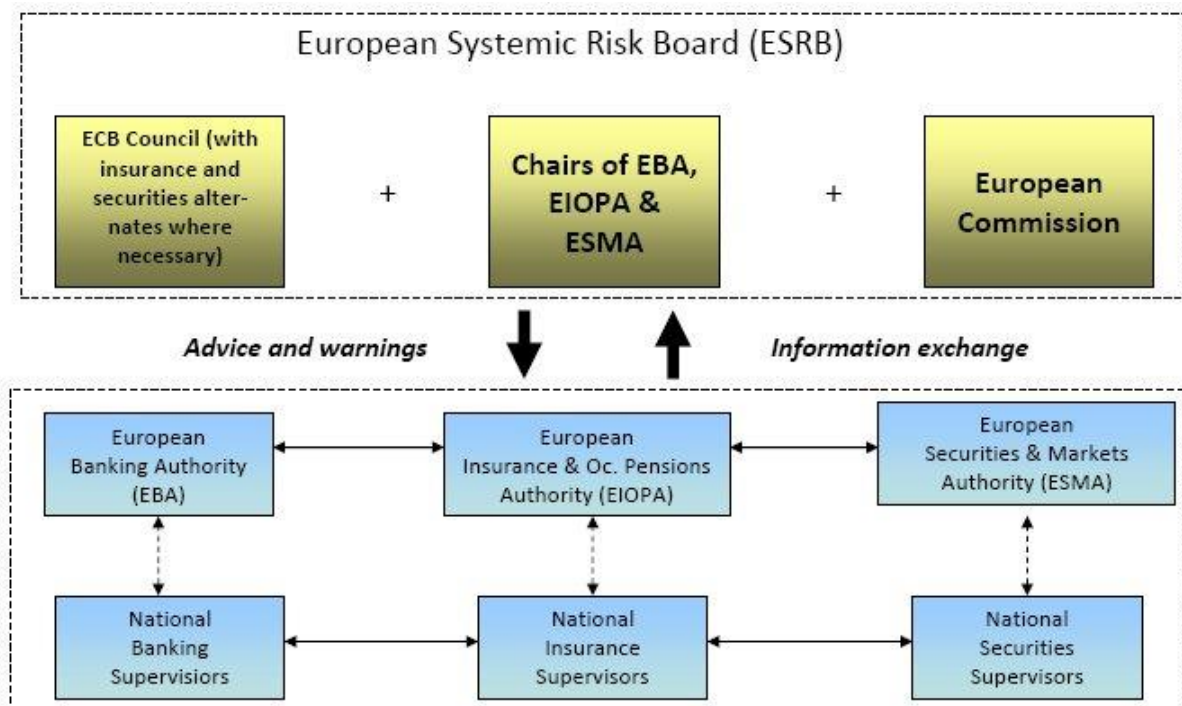 European Systemic Risk Board (ESRB)
ECB Council (with
insurance and
securities alter-
nates where
necessary)
+
Chairs of EBA,
EIOPA &
ESMA
+
European
Commission
Advice and warnings
Information exchange
European
Banking Authority
(EBA)
European
Insurance & Oc. Pensions
Authority (EIOPA)
European
Securities & Markets
Authority (ESMA)
National
Banking
Supervisiors
National
Insurance
Supervisors
National
Securities
Supervisors